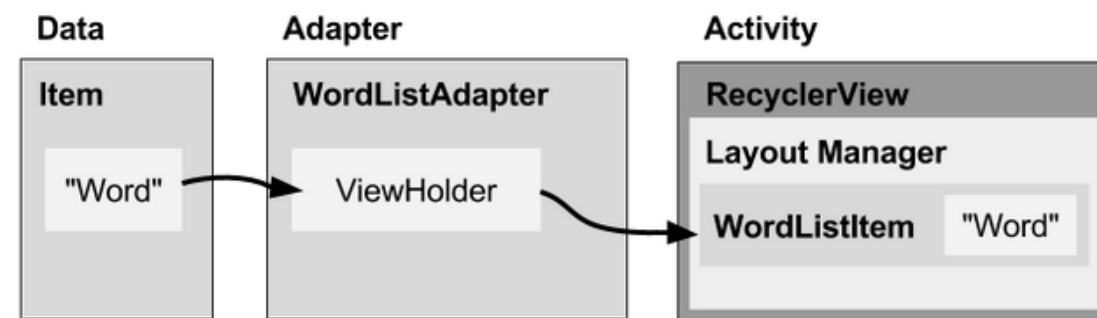 Data
Adapter
Activity
Item
WordListAdapter
RecyclerView
Layout Manager
"Word"
ViewHolder
WordListItem
"Word"